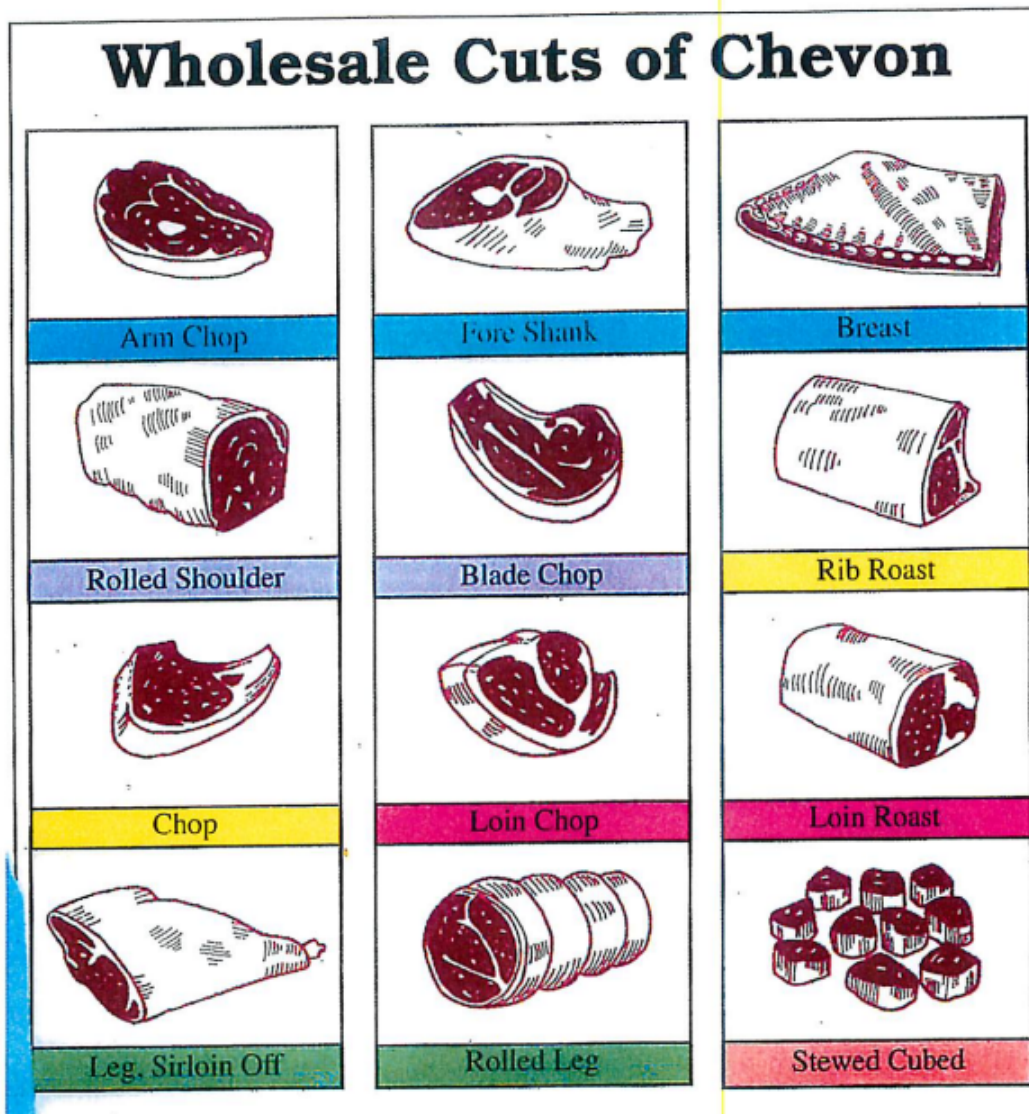 Wholesale Cuts of Chevon
Arm Chop
Fore Shank
Breast
Rolled Shoulder
Blade Chop
Rib Roast
Chop
Loin Chop
Loin Roast
Leg, Sirloin Off
Rolled Leg
Stewed Cubed